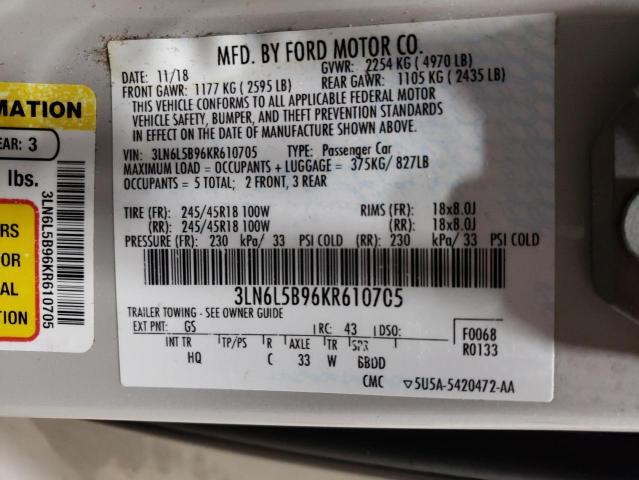 MATION
EAR: 3
lbs.
RS
OR
AL
TION
3LN6L5B96KR610705
MFD. BY FORD MOTOR CO.
DATE: 11/18 GVWR: 2254 KG ( 4970 LB)
FRONT GAWR: 1177 KG ( 2595 LB) REAR GAWR: 1105 KG ( 2435 LB)
THIS VEHICLE CONFORMS TO ALL APPLICABLE FEDERAL MOTOR
VEHICLE SAFETY, BUMPER, AND THEFT PREVENTION STANDARDS
IN EFFECT ON THE DATE OF MANUFACTURE SHOWN ABOVE.
VIN: 3LN6L5B96KR610705 TYPE: Passenger Car
MAXIMUM LOAD = OCCUPANTS + LUGGAGE = 375KG/ 827LB
OCCUPANTS = 5 TOTAL; 2 FRONT, 3 REAR
TIRE (FR): 245/45R18 100W RIMS (FR): 18x8.0J
(RR): 245/45R18 100W (RR): 18x8.0J
PRESSURE (FR): 230 kPa/ 33 PSI COLD (RR): 230 kPa/ 33 PSI COLD
3LN6L5B96KR610705
TRAILER TOWING - SEE OWNER GUIDE
EXT PNT: GS RC: 43 DSO: F0068
INT TR TP/PS R AXLE TR SPR R0133
HQ C 33 W BBDD
CMC ▽5U5A-5420472-AA